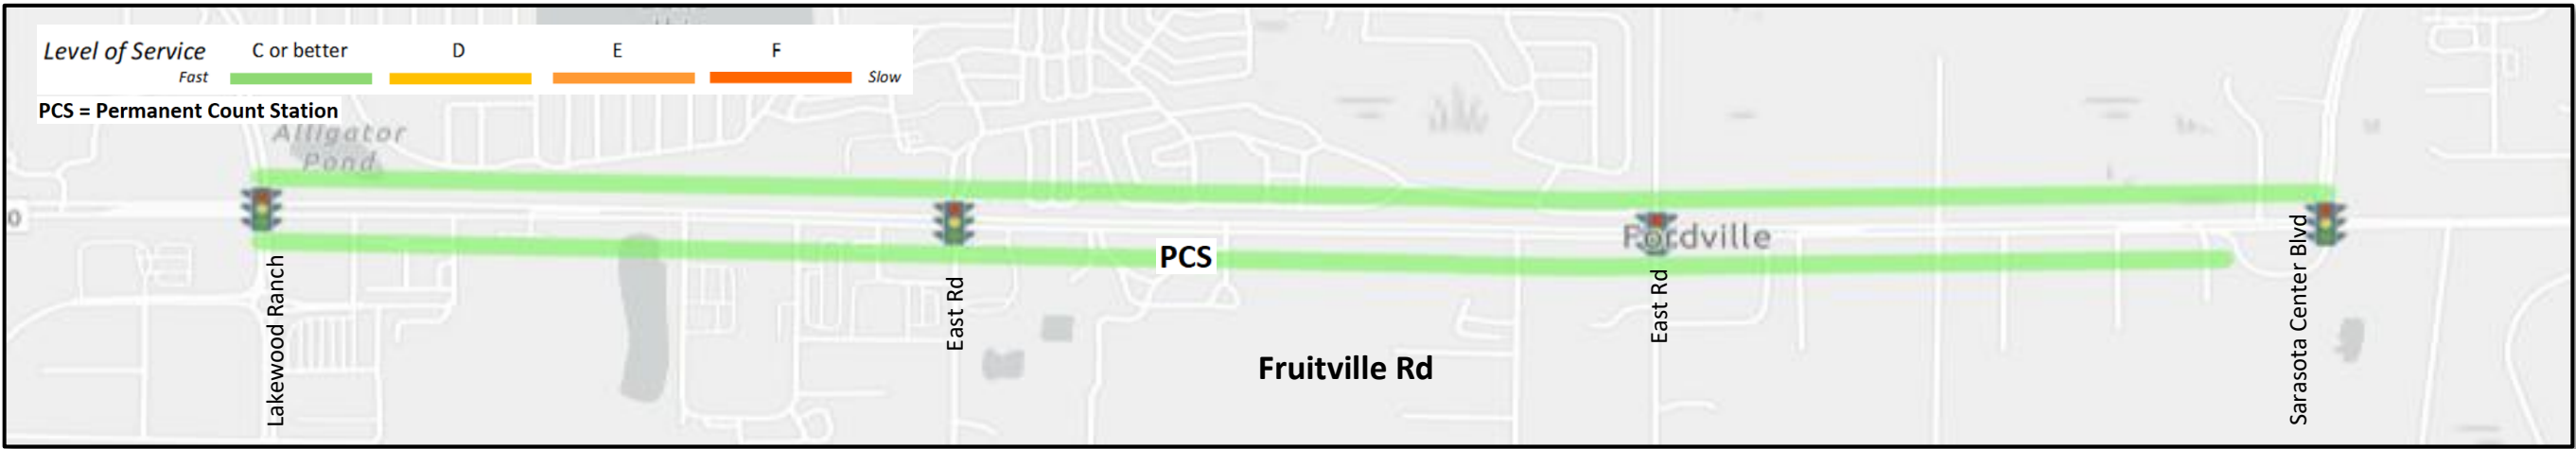 Level of Service
C or better
D
E
F
Fast
Slow
PCS = Permanent Count Station
Alligator
Pond
0
Fordville
PCS
Lakewood Ranch
East Rd
East Rd
Sarasota Center Blvd
Fruitville Rd